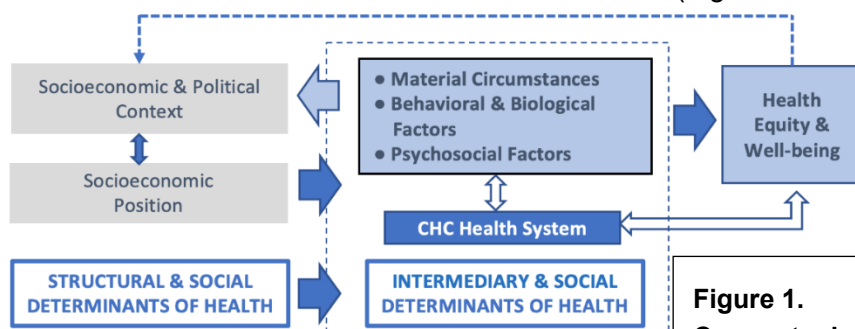 (
Socioeconomic & Political
Context
Socioeconomic
Position
● Material Circumstances
● Behavioral & Biological
Factors
● Psychosocial Factors
CHC Health System
Health
Equity &
Well-being
STRUCTURAL & SOCIAL
DETERMINANTS OF HEALTH
INTERMEDIARY & SOCIAL
DETERMINANTS OF HEALTH
Figure 1.